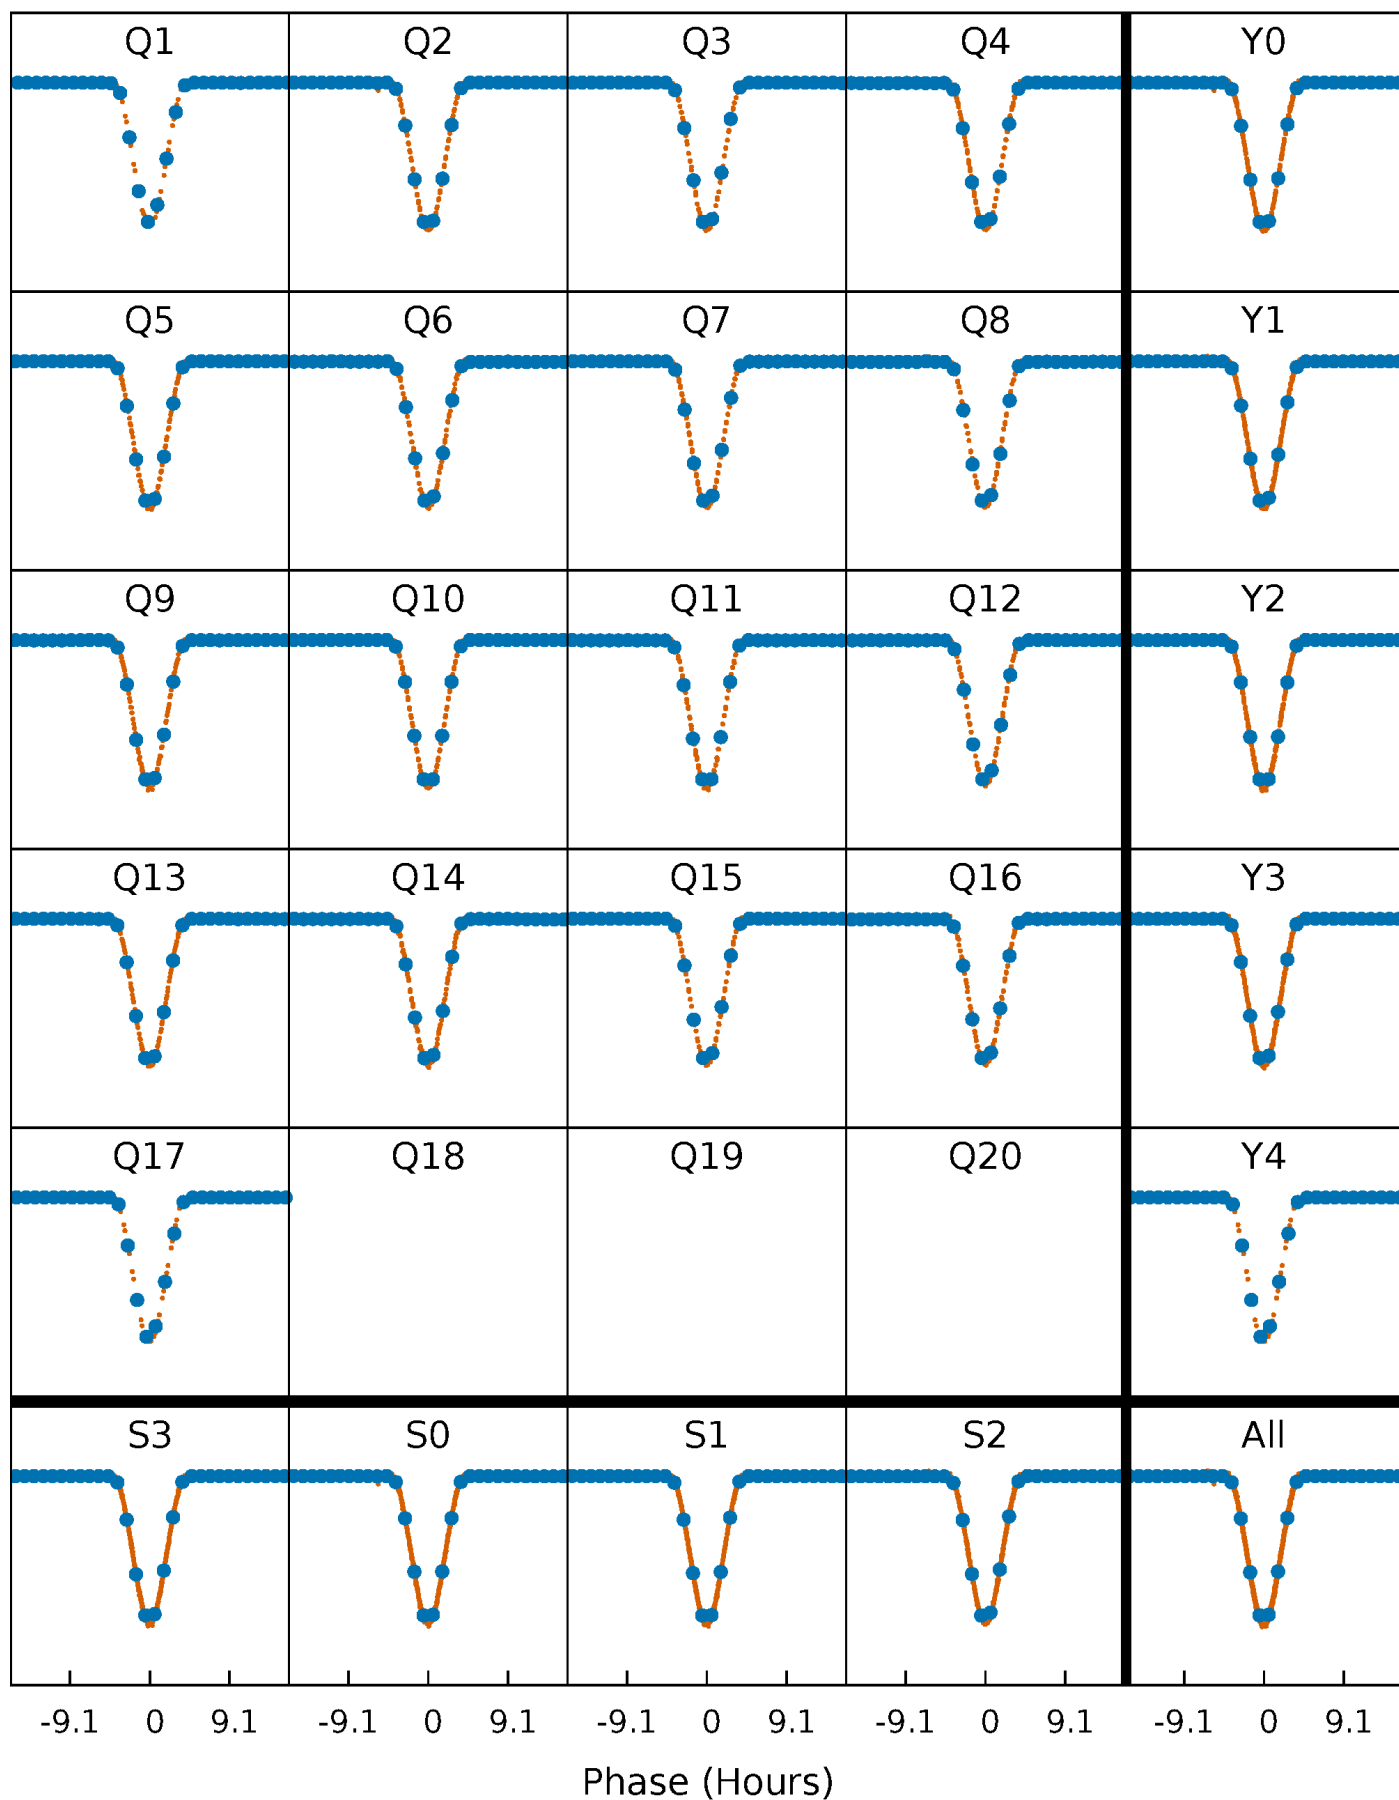 Q1 Q2 Q3 Q4 Y0
Q5 Q6 Q7 Q8 Y1
Q9 Q10 Q11 Q12 Y2
Q13 Q14 Q15 Q16 Y3
Q17 Q18 Q19 Q20 Y4
S3 S0 S1 S2 All
-9.1 0 9.1 -9.1 0 9.1 -9.1 0 9.1 -9.1 0 9.1 -9.1 0 9.1
Phase (Hours)